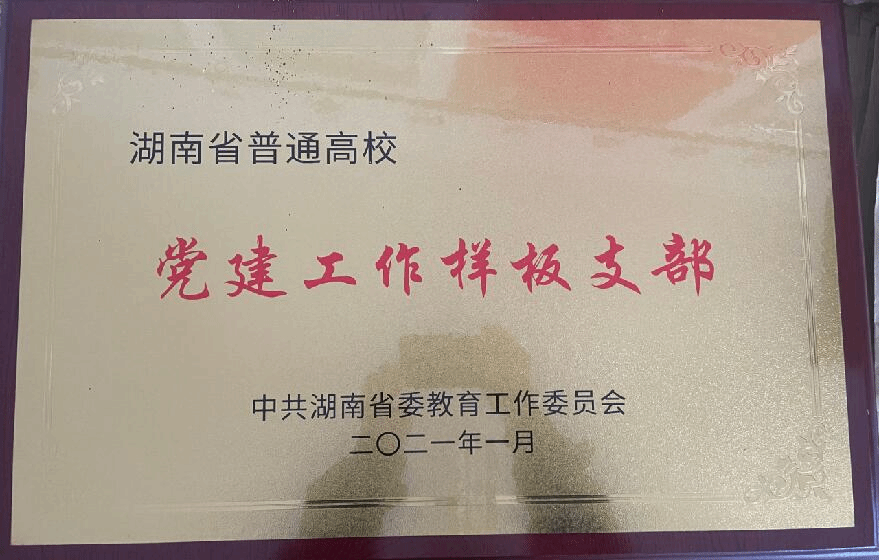 湖南省普通高校
党建工作样板支部
中共湖南省委教育工作委员会
二〇二一年一月